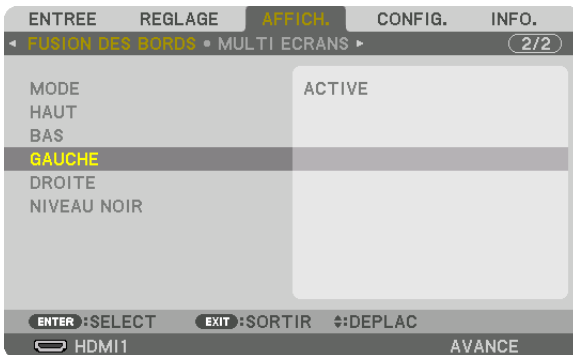 ENTREE REGLAGE AFFICH. CONFIG. INFO.
◂ FUSION DES BORDS • MULTI ECRANS ▸ 2/2
MODE ACTIVE
HAUT
BAS
GAUCHE
DROITE
NIVEAU NOIR
ENTER :SELECT EXIT :SORTIR ♦:DEPLAC
HDMI1 AVANCE